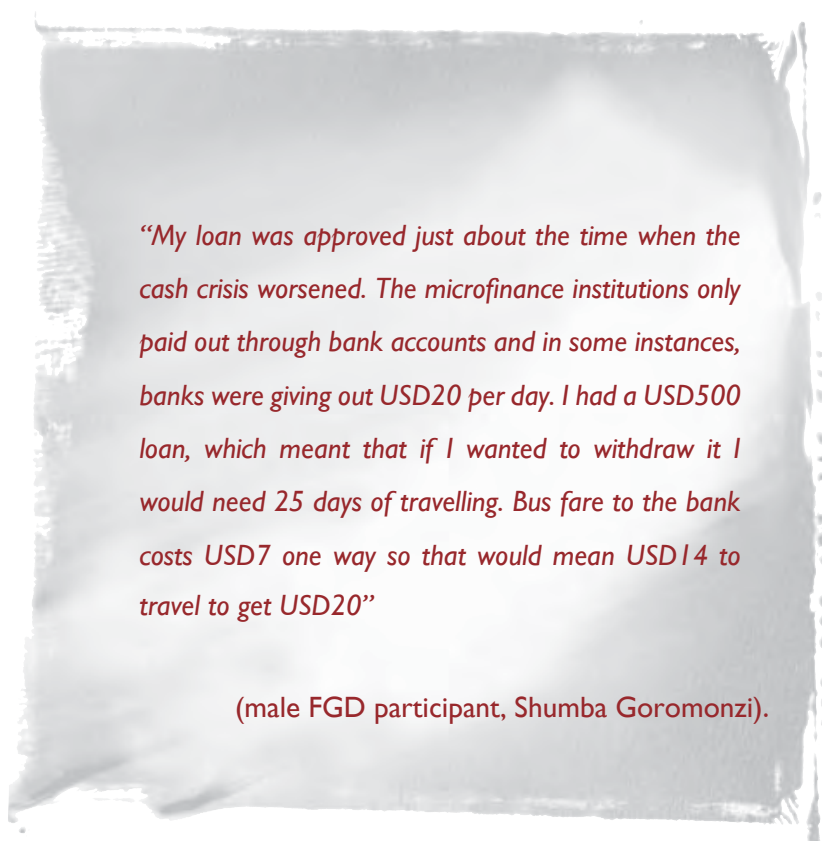 “My loan was approved just about the time when the
cash crisis worsened. The microfinance institutions only
paid out through bank accounts and in some instances,
banks were giving out USD20 per day. I had a USD500
loan, which meant that if I wanted to withdraw it I
would need 25 days of travelling. Bus fare to the bank
costs USD7 one way so that would mean USD14 to
travel to get USD20”
(male FGD participant, Shumba Goromonzi).